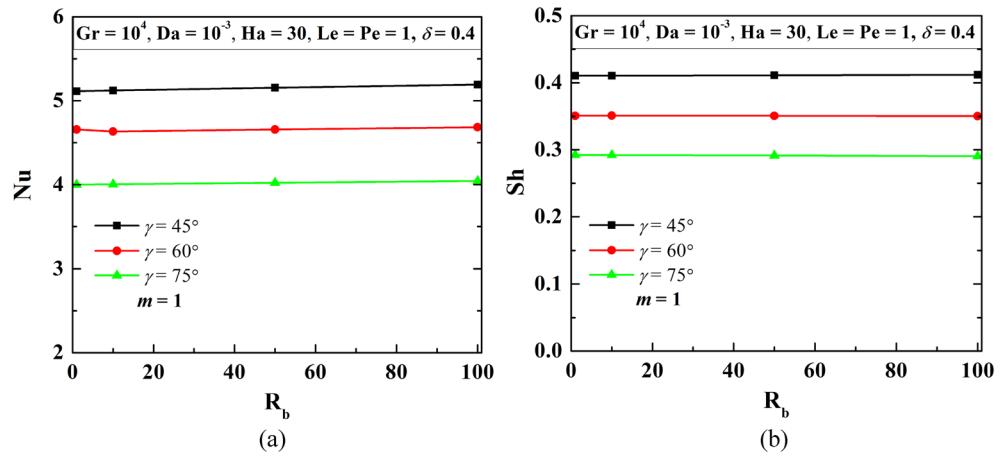 Gr = 10⁴, Da = 10⁻³, Ha = 30, Le = Pe = 1, δ = 0.4
6
5
4
3
2
Nu
γ = 45°
γ = 60°
γ = 75°
m = 1
0 20 40 60 80 100
R_b
(a)
Gr = 10⁴, Da = 10⁻³, Ha = 30, Le = Pe = 1, δ = 0.4
0.5
0.4
0.3
0.2
0.1
0.0
Sh
γ = 45°
γ = 60°
γ = 75°
m = 1
0 20 40 60 80 100
R_b
(b)